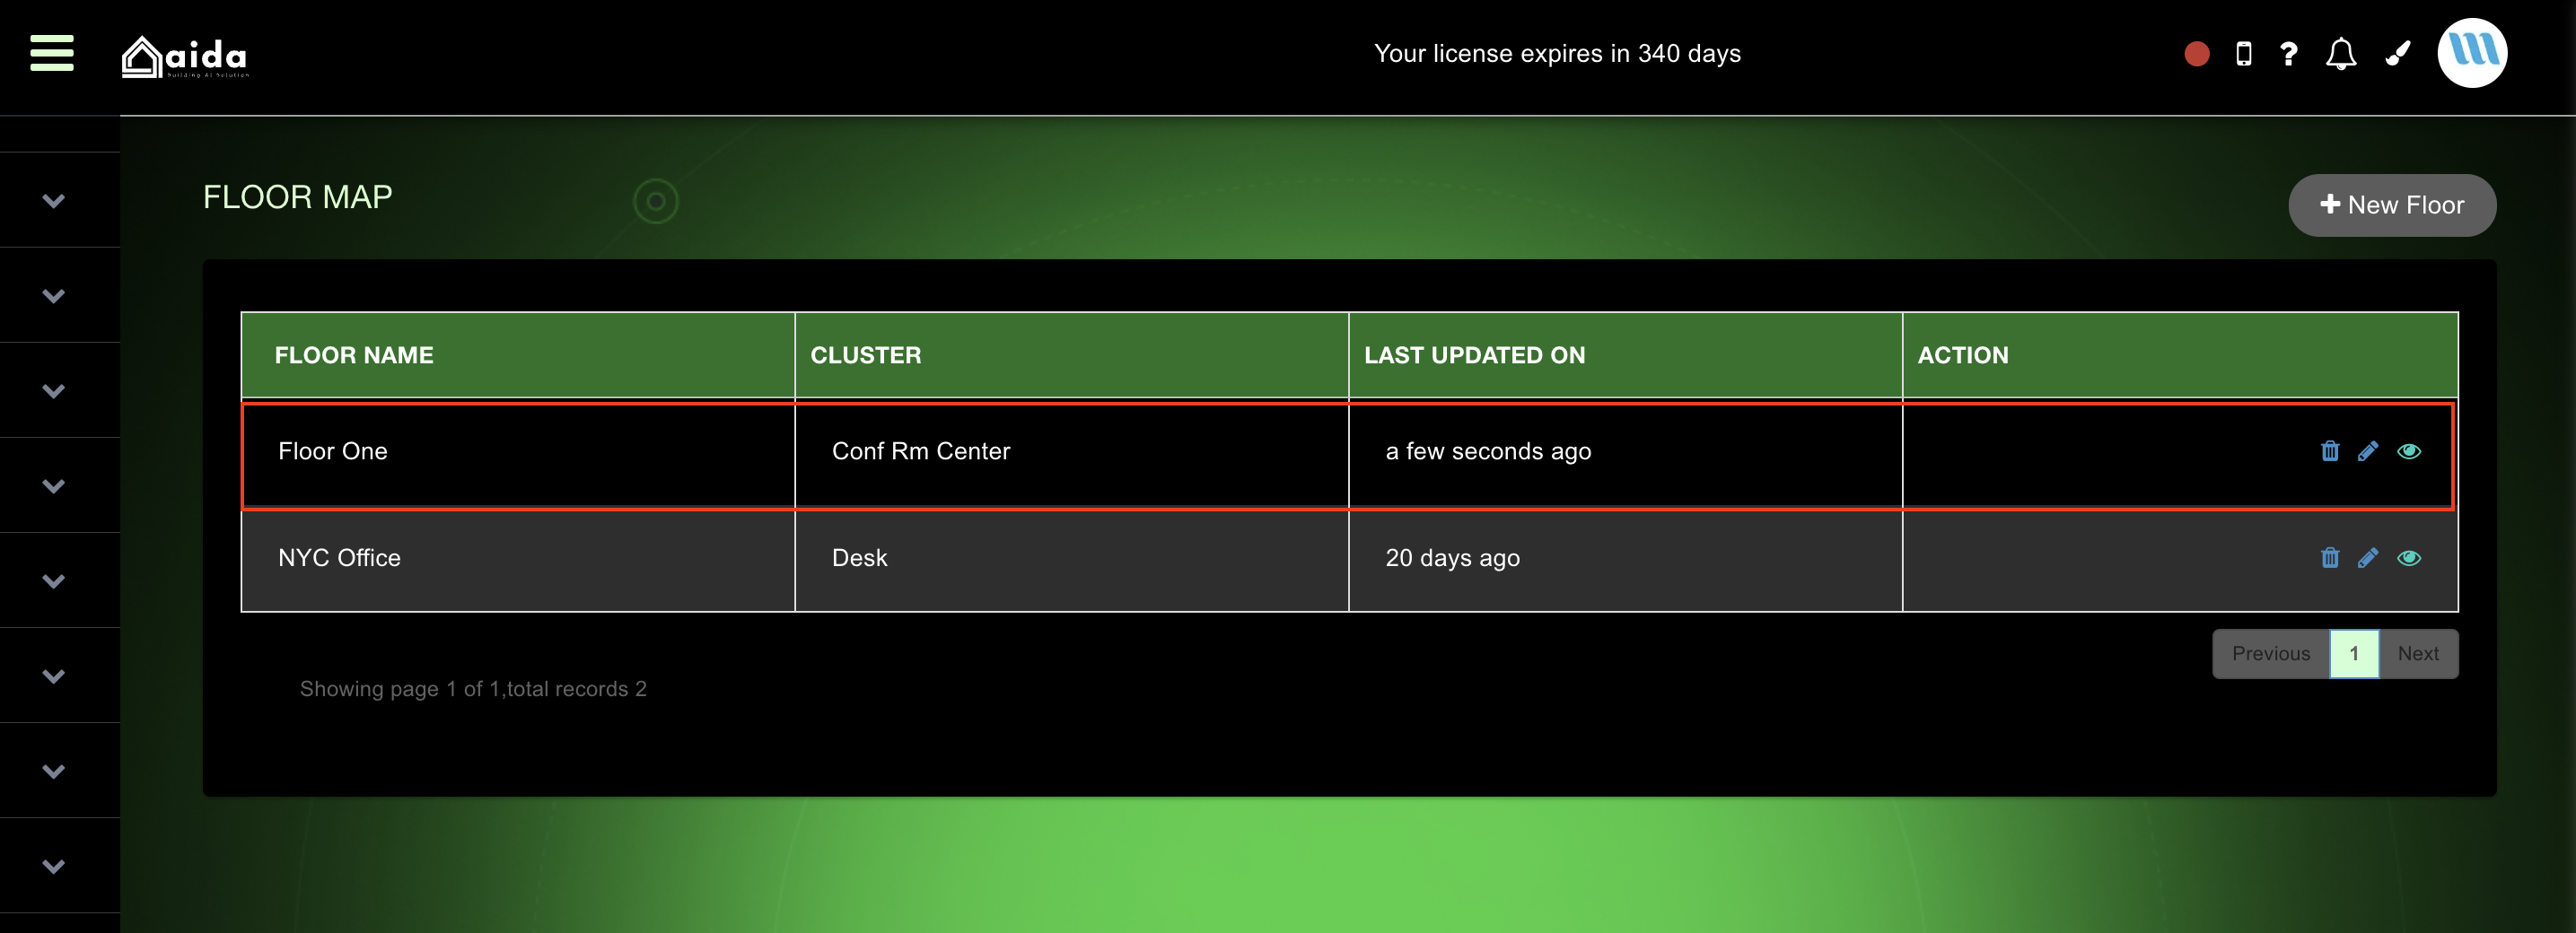 aida
Building AI Solution
Your license expires in 340 days
?
FLOOR MAP
+ New Floor
FLOOR NAME CLUSTER LAST UPDATED ON ACTION
Floor One Conf Rm Center a few seconds ago
NYC Office Desk 20 days ago
Previous 1 Next
Showing page 1 of 1,total records 2